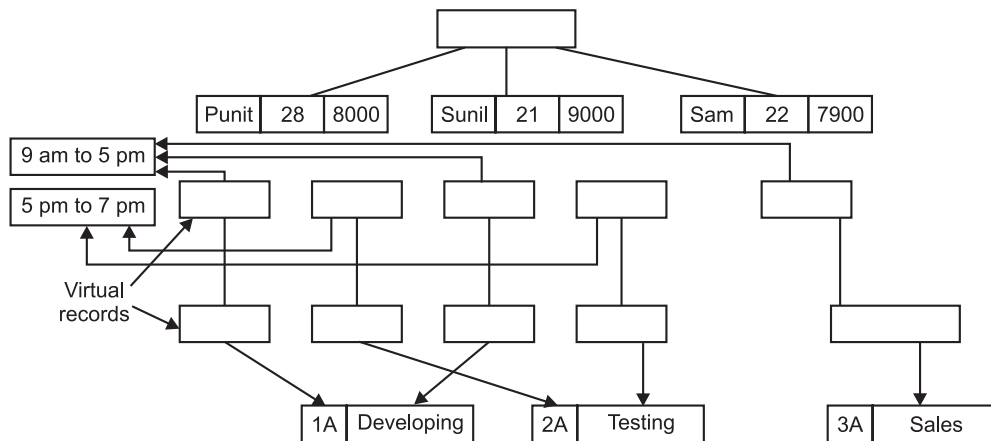 Punit 28 8000 Sunil 21 9000 Sam 22 7900
9 am to 5 pm
5 pm to 7 pm
Virtual
records
1A Developing 2A Testing 3A Sales